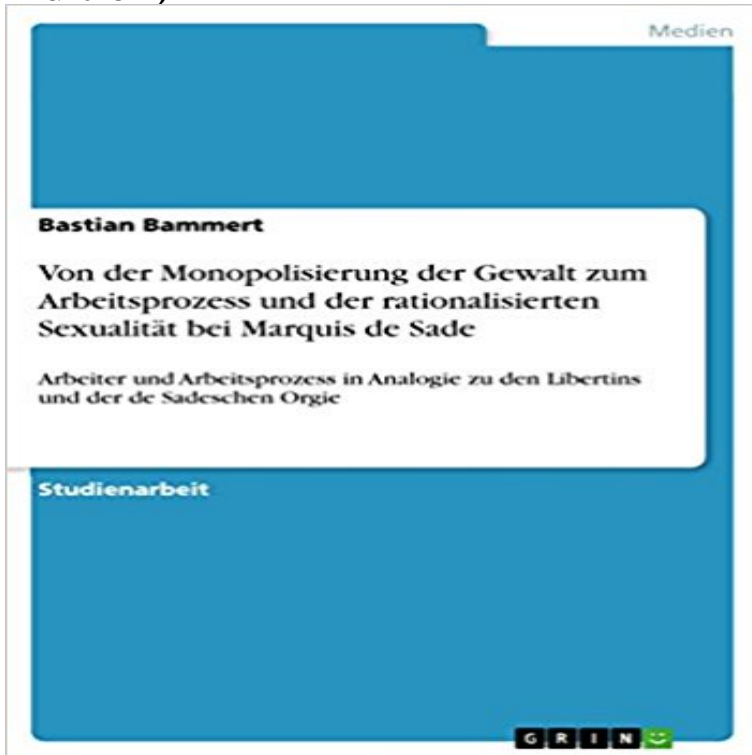 Medien
Bastian Bammert
Von der Monopolisierung der Gewalt zum
Arbeitsprozess und der rationalisierten
Sexualität bei Marquis de Sade
Arbeiter und Arbeitsprozess in Analogie zu den Libertins
und der de Sadeschen Orgie
Studienarbeit
GRIN